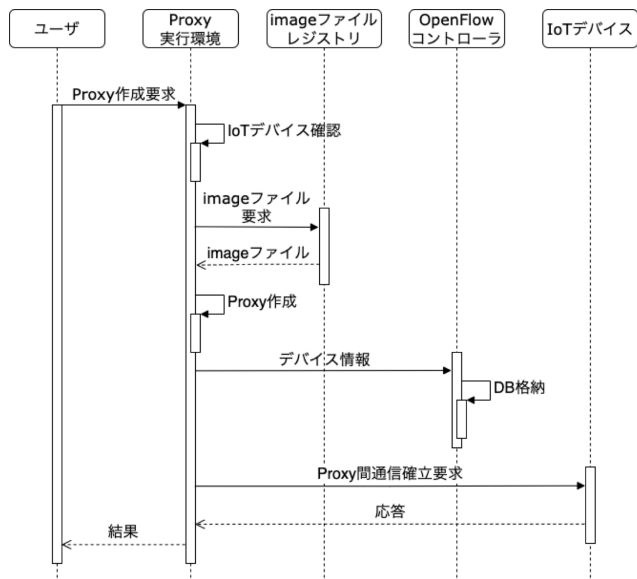 ユーザ
Proxy
実行環境
imageファイル
レジストリ
OpenFlow
コントローラ
IoTデバイス
Proxy作成要求
IoTデバイス確認
imageファイル
要求
imageファイル
Proxy作成
デバイス情報
DB格納
Proxy間通信確立要求
応答
結果